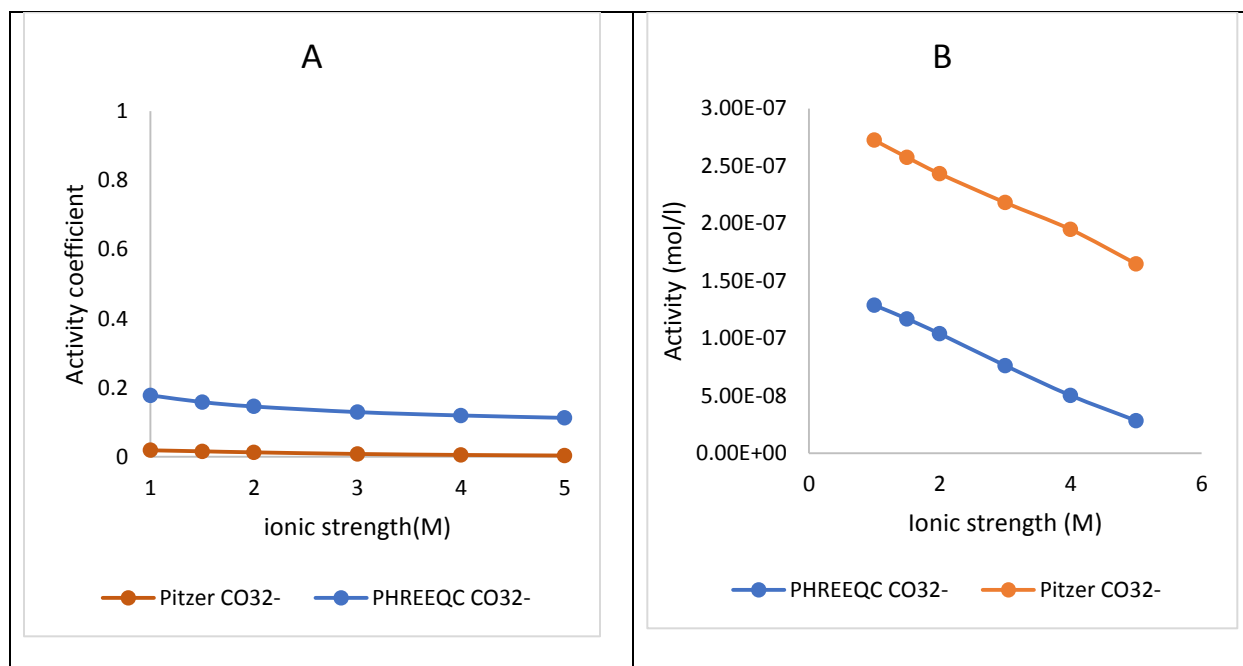 A
1
0.8
0.6
0.4
0.2
0
Activity coefficient
1 2 3 4 5
ionic strength(M)
Pitzer CO32- PHREEQC CO32-
B
3.00E-07
2.50E-07
2.00E-07
1.50E-07
1.00E-07
5.00E-08
0.00E+00
Activity (mol/l)
0 2 4 6
Ionic strength (M)
PHREEQC CO32- Pitzer CO32-